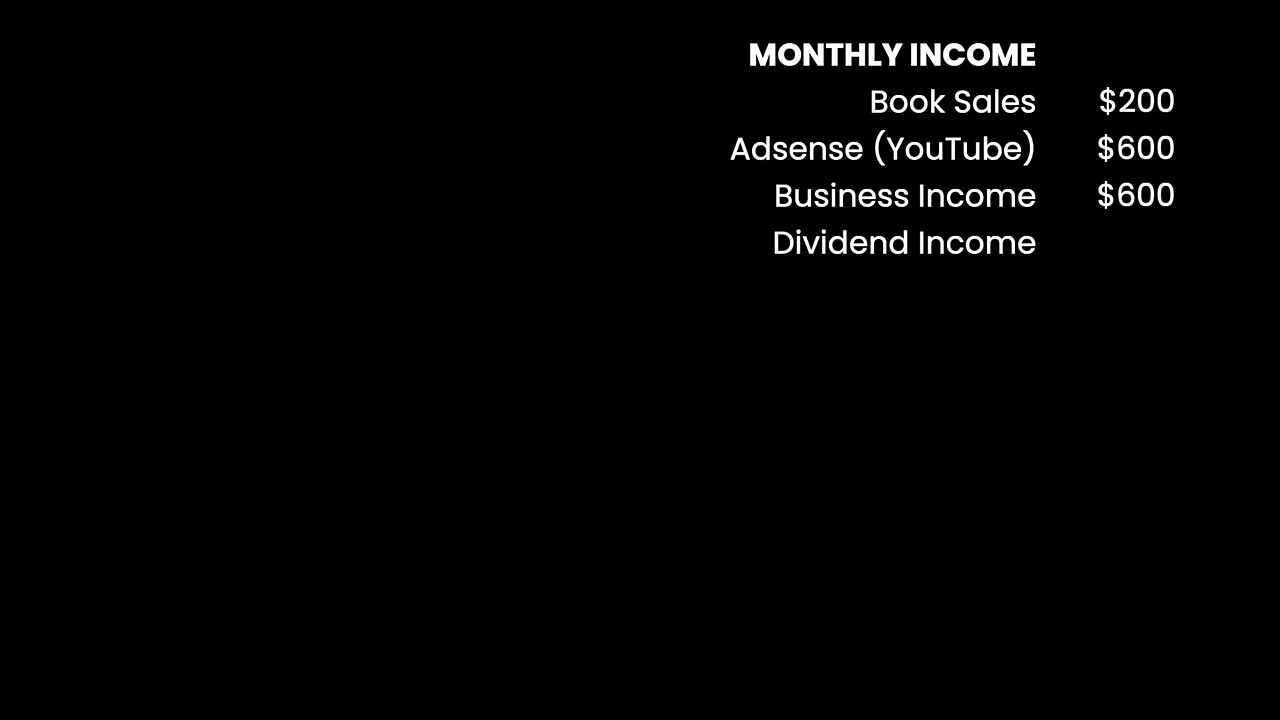 MONTHLY INCOME
Book Sales $200
Adsense (YouTube) $600
Business Income $600
Dividend Income